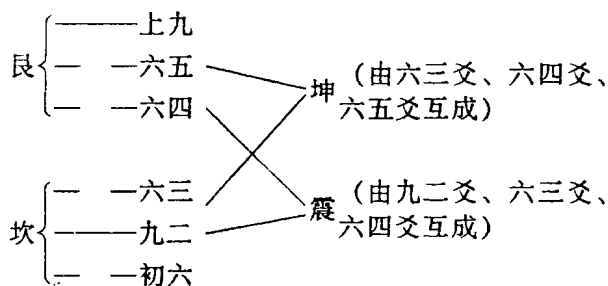 艮
上九
六五
六四
坎
六三
九二
初六
坤 (由六三爻、六四爻、
六五爻互成)
震 (由九二爻、六三爻、
六四爻互成)